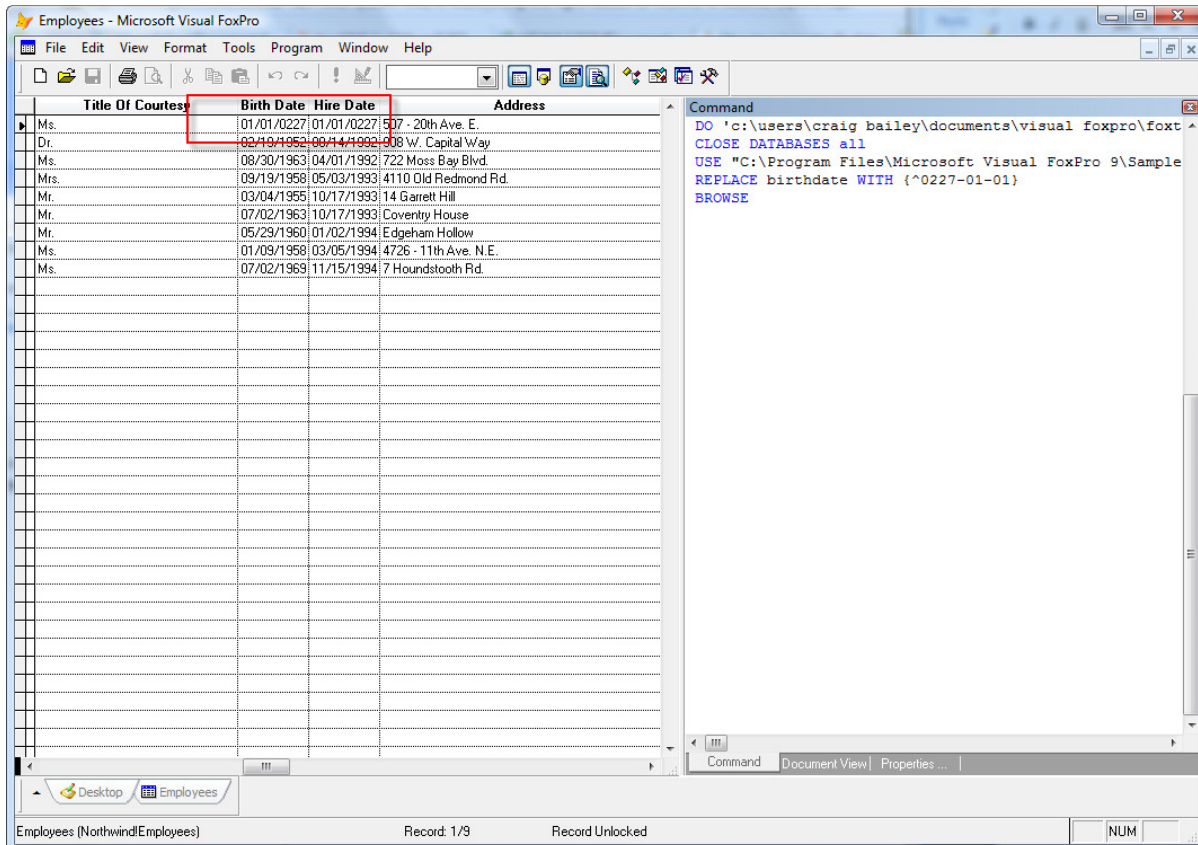 Employees - Microsoft Visual FoxPro
File Edit View Format Tools Program Window Help
Title Of Courtesy Birth Date Hire Date Address
Ms. 01/01/0227 01/01/0227 507 - 20th Ave. E.
Dr. 02/19/1952 08/14/1992 908 W. Capital Way
Ms. 08/30/1963 04/01/1992 722 Moss Bay Blvd.
Mrs. 09/19/1958 05/03/1993 4110 Old Redmond Rd.
Mr. 03/04/1955 10/17/1993 14 Garrett Hill
Mr. 07/02/1963 10/17/1993 Coventry House
Mr. 05/29/1960 01/02/1994 Edgeham Hollow
Ms. 01/09/1958 03/05/1994 4726 - 11th Ave. N.E.
Ms. 07/02/1969 11/15/1994 7 Houndstooth Rd.
Command
DO 'c:\users\craig bailey\documents\visual foxpro\foxt
CLOSE DATABASES all
USE "C:\Program Files\Microsoft Visual FoxPro 9\Sample
REPLACE birthdate WITH {^0227-01-01}
BROWSE
Command Document View Properties ...
Desktop Employees
Employees (Northwind!Employees) Record: 1/9 Record Unlocked NUM